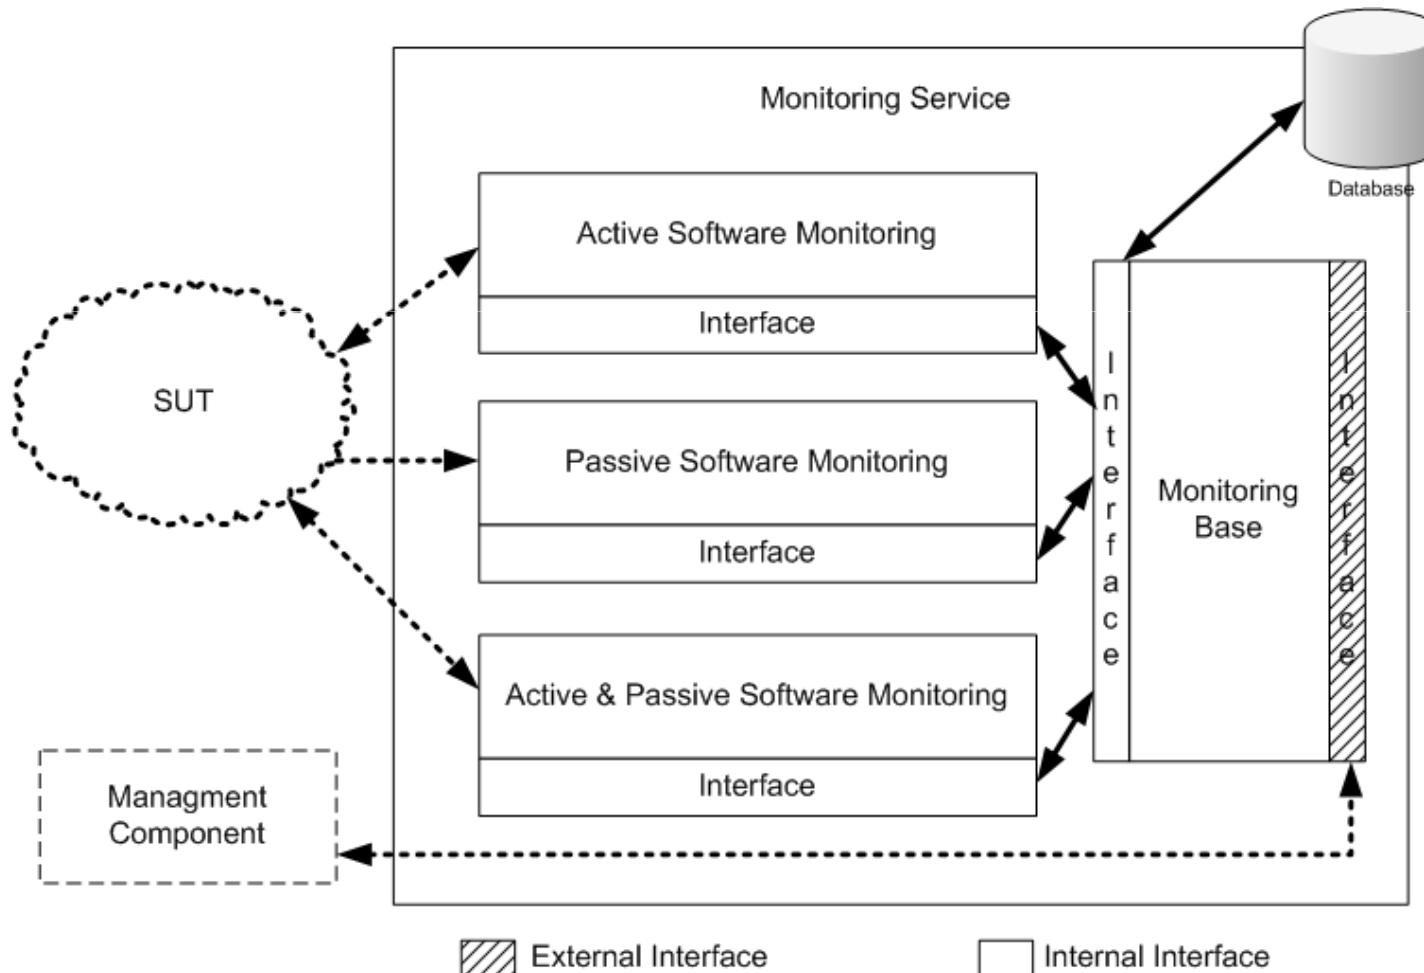 Monitoring Service
Database
Active Software Monitoring
Interface
SUT
Passive Software Monitoring
Interface
Interface
Monitoring
Base
Interface
Active & Passive Software Monitoring
Interface
Managment
Component
External Interface
Internal Interface